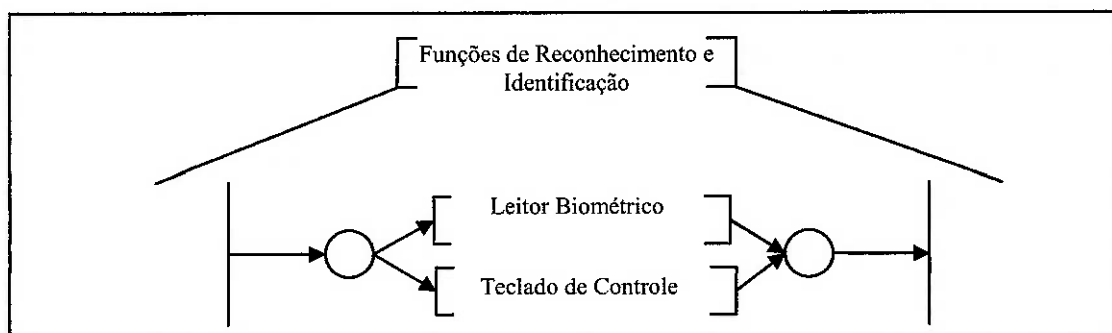 Funções de Reconhecimento e
Identificação
Leitor Biométrico
Teclado de Controle